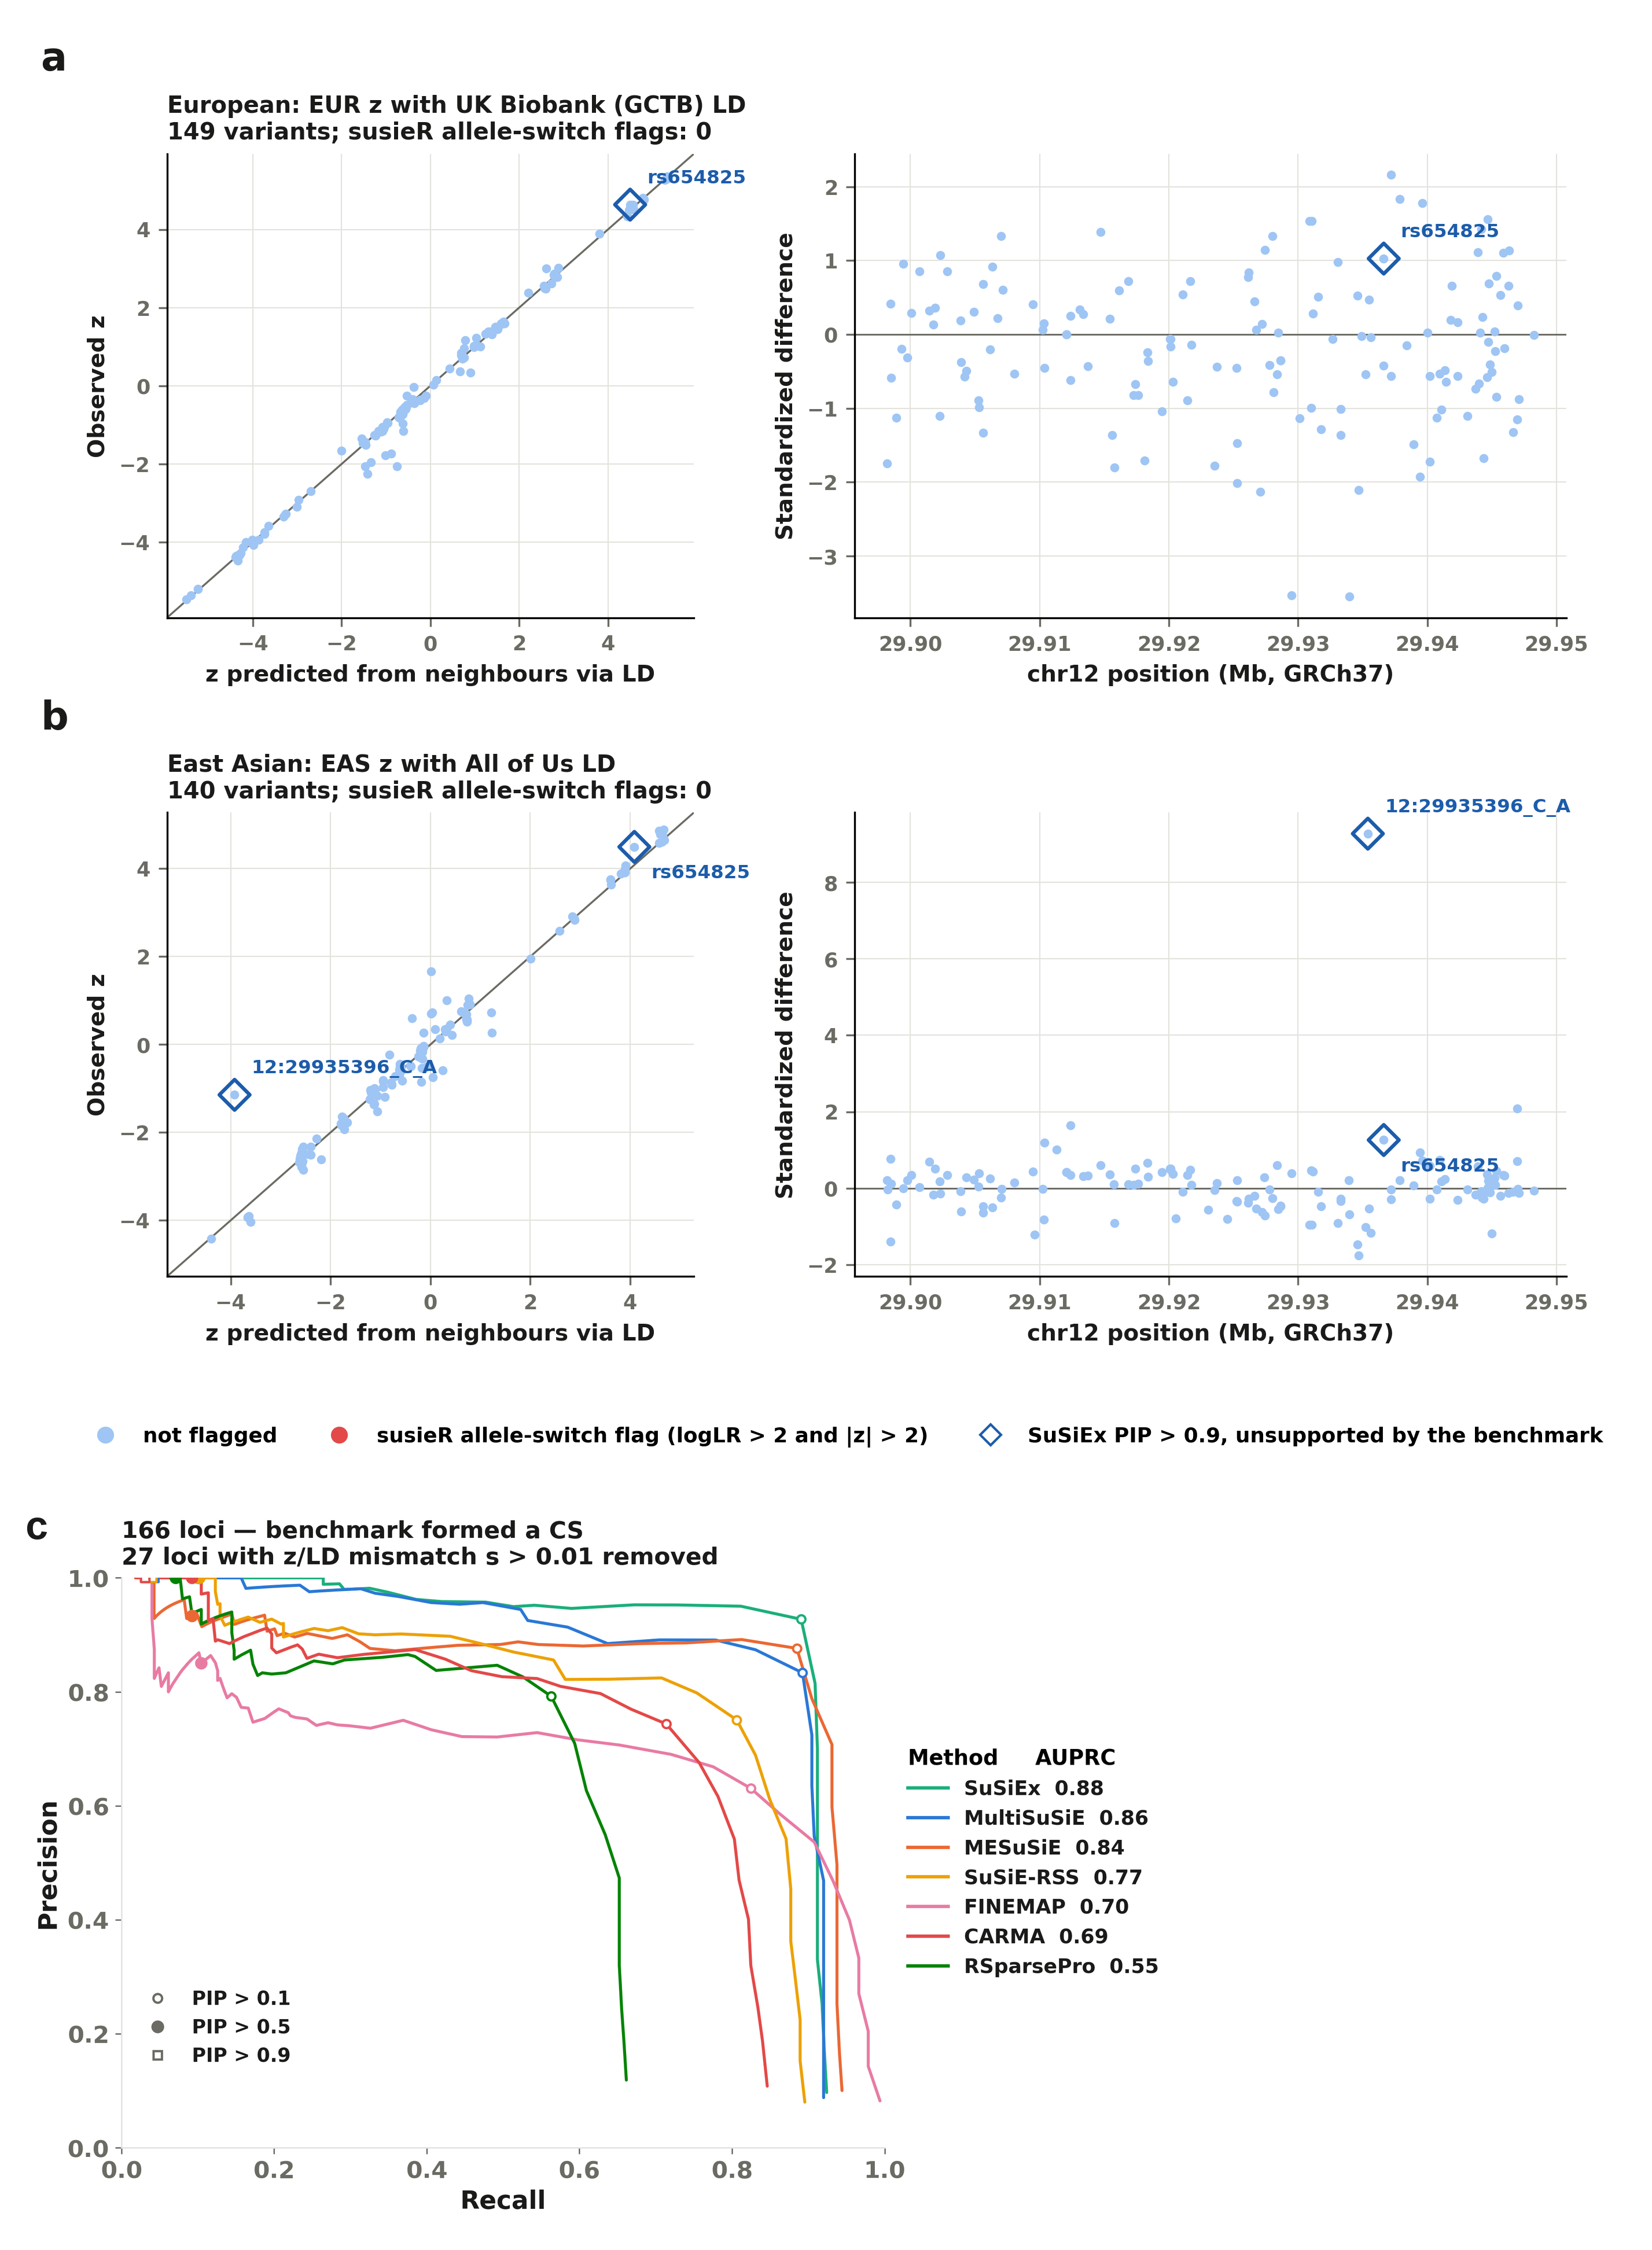 a
European: EUR z with UK Biobank (GCTB) LD
149 variants; susieR allele-switch flags: 0
rs654825
4
2
0
−2
−4
Observed z
−4
−2
0
2
4
z predicted from neighbours via LD
rs654825
2
1
0
−1
−2
−3
Standardized difference
29.90
29.91
29.92
29.93
29.94
29.95
chr12 position (Mb, GRCh37)
b
East Asian: EAS z with All of Us LD
140 variants; susieR allele-switch flags: 0
rs654825
12:29935396_C_A
4
2
0
−2
−4
Observed z
−4
−2
0
2
4
z predicted from neighbours via LD
12:29935396_C_A
rs654825
8
6
4
2
0
−2
Standardized difference
29.90
29.91
29.92
29.93
29.94
29.95
chr12 position (Mb, GRCh37)
not flagged
susieR allele-switch flag (logLR > 2 and |z| > 2)
SuSiEx PIP > 0.9, unsupported by the benchmark
c
166 loci — benchmark formed a CS
27 loci with z/LD mismatch s > 0.01 removed
1.0
0.8
0.6
0.4
0.2
0.0
Precision
0.0
0.2
0.4
0.6
0.8
1.0
Recall
PIP > 0.1
PIP > 0.5
PIP > 0.9
Method AUPRC
SuSiEx 0.88
MultiSuSiE 0.86
MESuSiE 0.84
SuSiE-RSS 0.77
FINEMAP 0.70
CARMA 0.69
RSparsePro 0.55